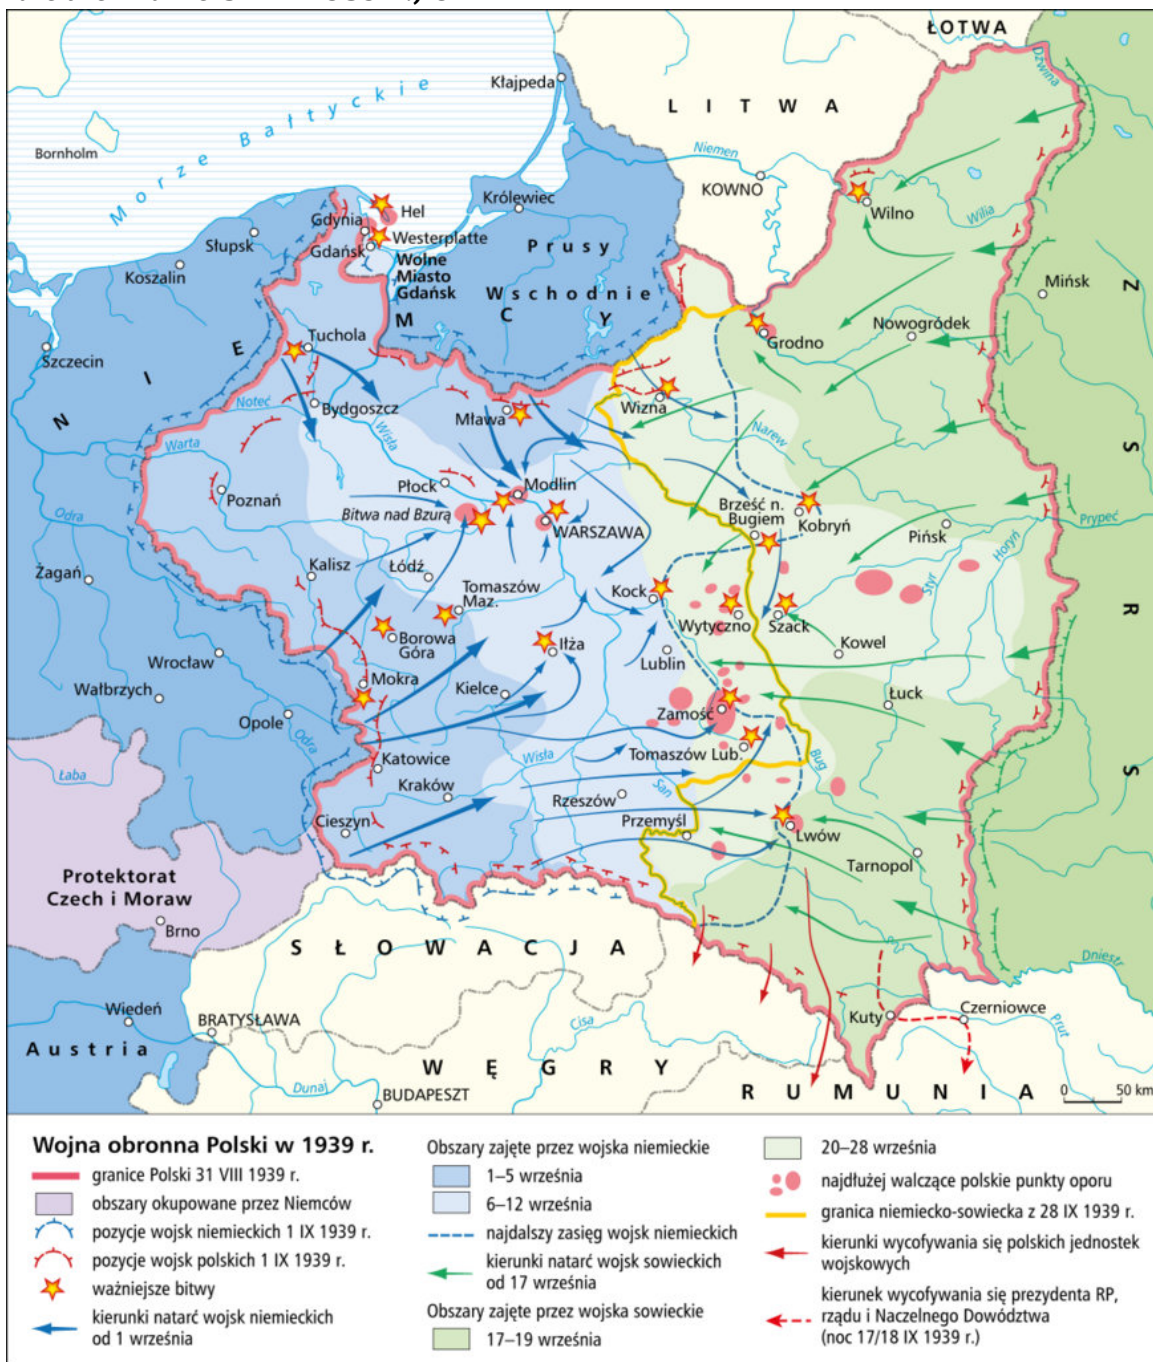 ŁOTWA
Dźwina
Kłajpeda
LITWA
Morze Bałtyckie
Bornholm
Niemen
KOWNO
Wilno
Wilia
Królewiec
Hel
Gdynia
Westerplatte
Gdańsk
Wolne
Miasto
Gdańsk
Słupsk
Koszalin
Prusy
Wschodnie
Mińsk
ZSRS
NIEMCY
Szczecin
Tuchola
Grodno
Nowogródek
Noteć
Bydgoszcz
Wisła
Mława
Wizna
Narew
Warta
Poznań
Płock
Modlin
Bitwa nad Bzurą
WARSZAWA
Brześć n.
Bugiem
Kobryń
Pińsk
Prypeć
Horyń
Styr
Odra
Żagań
Kalisz
Łódź
Tomaszów
Maz.
Kock
Wytyczno
Szack
Kowel
Borowa
Góra
Iłża
Lublin
Wrocław
Wałbrzych
Mokra
Kielce
Zamość
Łuck
Opole
Odra
Łaba
Katowice
Wisła
Tomaszów Lub.
Bug
Kraków
Rzeszów
San
Cieszyn
Przemyśl
Lwów
Tarnopol
Protektorat
Czech i Moraw
Brno
SŁOWACJA
Dniestr
Wiedeń
BRATYSŁAWA
Cisa
Kuty
Czerniowce
Prut
Austria
WĘGRY
Dunaj
BUDAPESZT
RUMUNIA
0 50 km
Wojna obronna Polski w 1939 r.
granice Polski 31 VIII 1939 r.
obszary okupowane przez Niemców
pozycje wojsk niemieckich 1 IX 1939 r.
pozycje wojsk polskich 1 IX 1939 r.
ważniejsze bitwy
kierunki natarć wojsk niemieckich
od 1 września
Obszary zajęte przez wojska niemieckie
1–5 września
6–12 września
najdalszy zasięg wojsk niemieckich
kierunki natarć wojsk sowieckich
od 17 września
Obszary zajęte przez wojska sowieckie
17–19 września
20–28 września
najdłużej walczące polskie punkty oporu
granica niemiecko-sowiecka z 28 IX 1939 r.
kierunki wycofywania się polskich jednostek
wojskowych
kierunek wycofywania się prezydenta RP,
rządu i Naczelnego Dowództwa
(noc 17/18 IX 1939 r.)